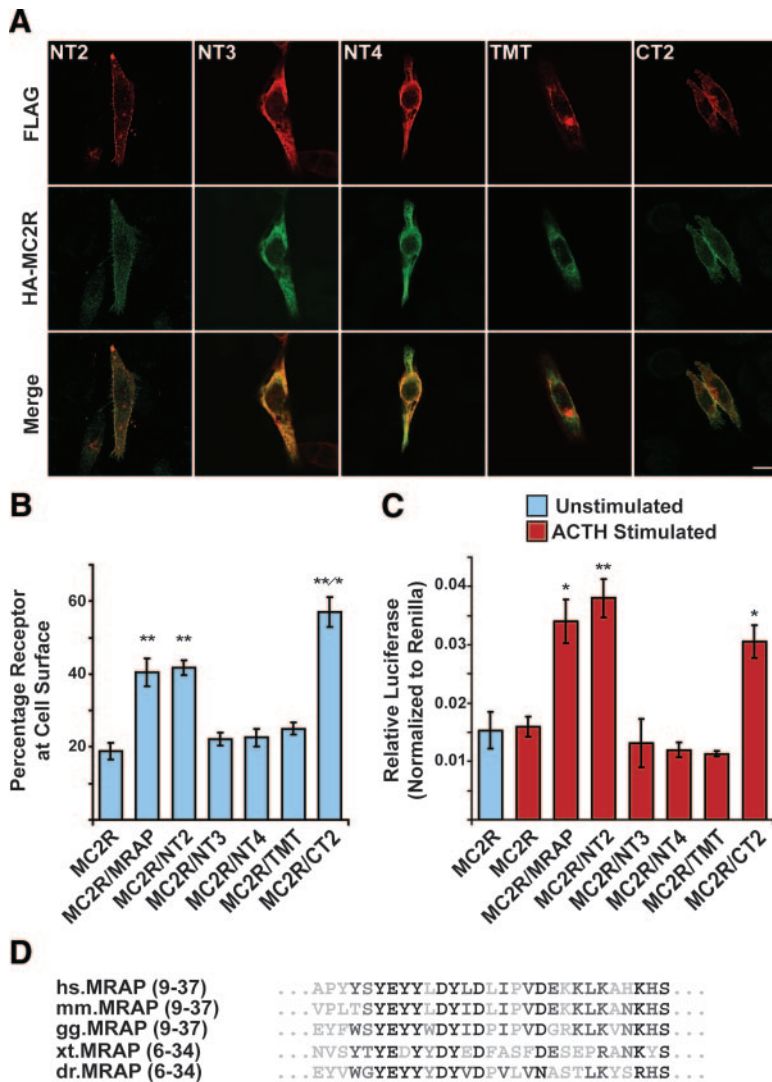 A
NT2 NT3 NT4 TMT CT2
FLAG
HA-MC2R
Merge
B
Percentage Receptor
at Cell Surface
60
40
20
0
** ** **/*
MC2R
MC2R/MRAP
MC2R/NT2
MC2R/NT3
MC2R/NT4
MC2R/TMT
MC2R/CT2
C
Unstimulated
ACTH Stimulated
Relative Luciferase
(Normalized to Renilla)
0.04
0.03
0.01
0.01
0
* ** *
MC2R
MC2R
MC2R/MRAP
MC2R/NT2
MC2R/NT3
MC2R/NT4
MC2R/TMT
MC2R/CT2
D
hs.MRAP (9-37) ...APYYSYEYYLDYLDLIPVDEKKLKAHKHS...
mm.MRAP (9-37) ...VPLTSYEYYLDYIDLIPVDEKKLKANKHS...
gg.MRAP (9-37) ...EYFWSYEYYWDYIDPIPVDGRKLKVNKHS...
xt.MRAP (6-34) ...NVSYTYEDYYDYEDFASFDESEPRANKYS...
dr.MRAP (6-34) ...EYVWGYEYYYDYVDPVLVNASTLKYSRHS...